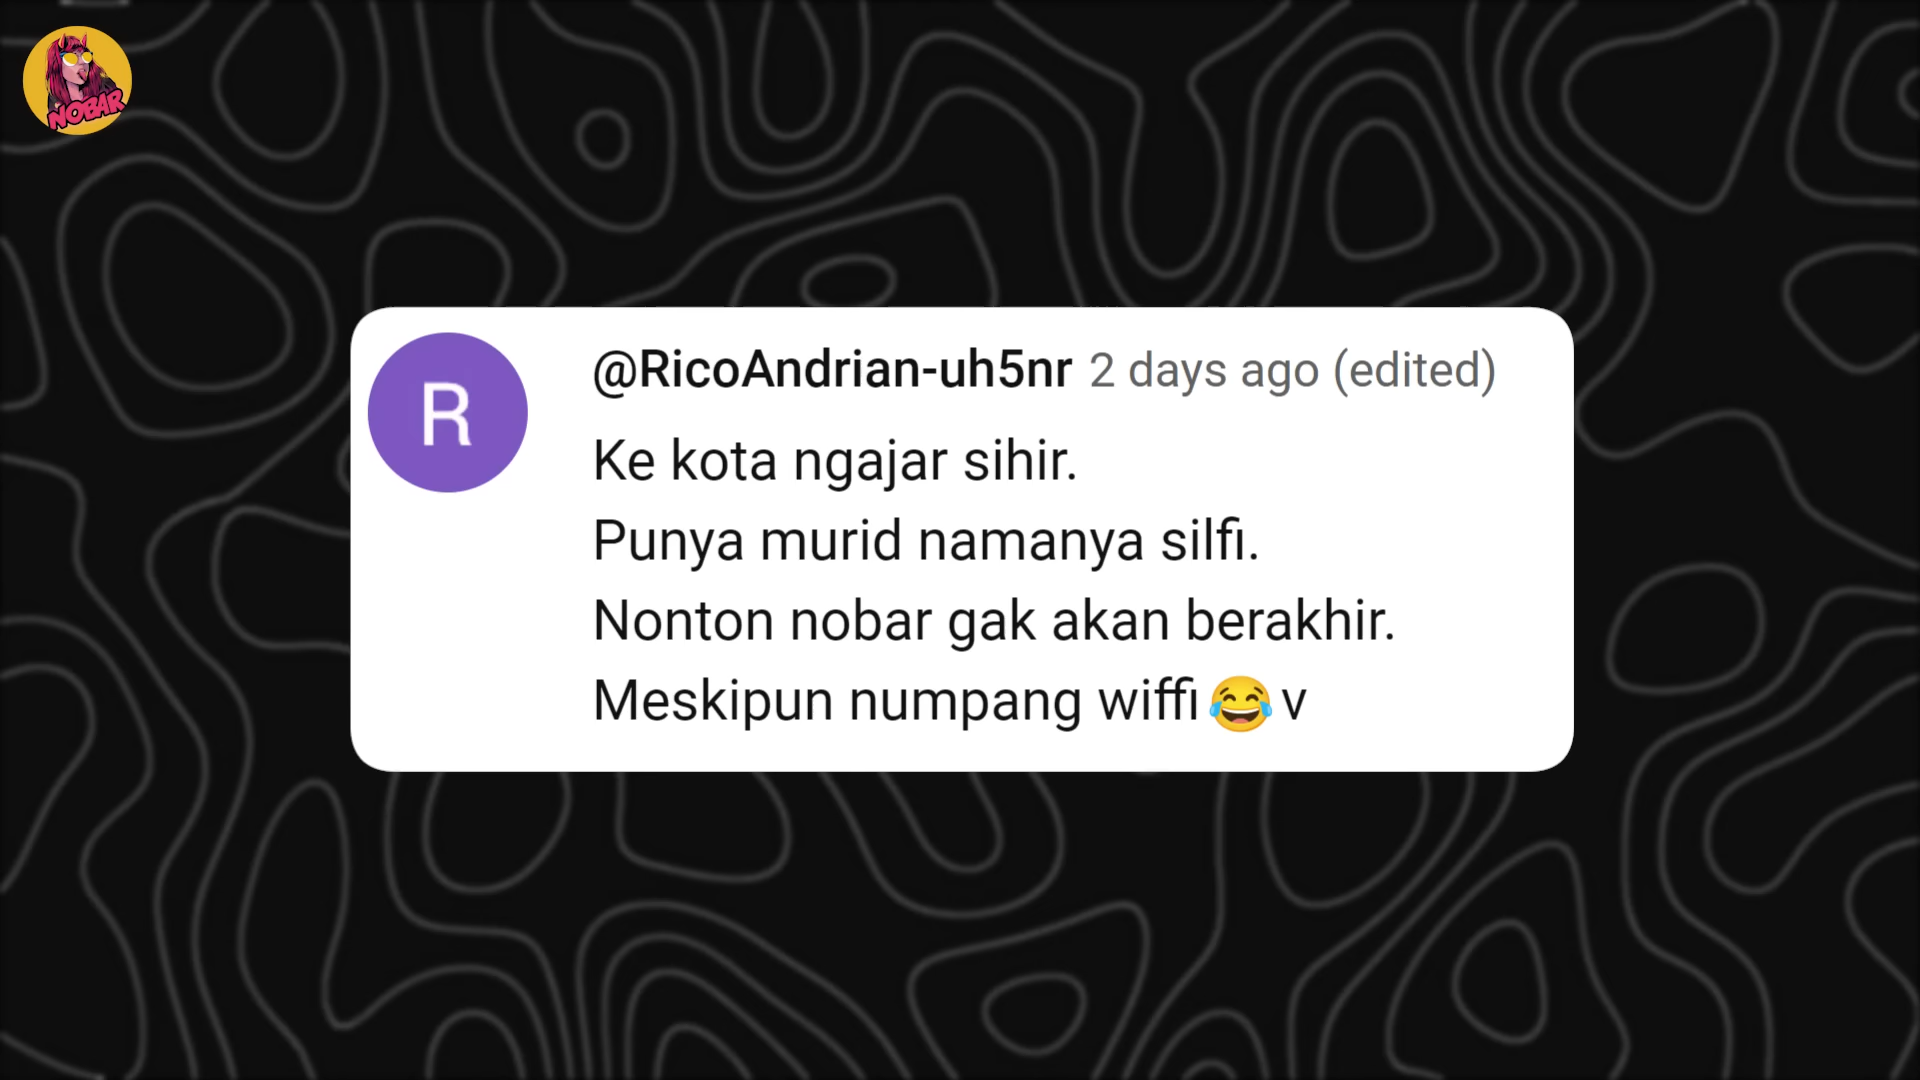 NOBAR
R
@RicoAndrian-uh5nr 2 days ago (edited)
Ke kota ngajar sihir.
Punya murid namanya silfi.
Nonton nobar gak akan berakhir.
Meskipun numpang wiffi😂v